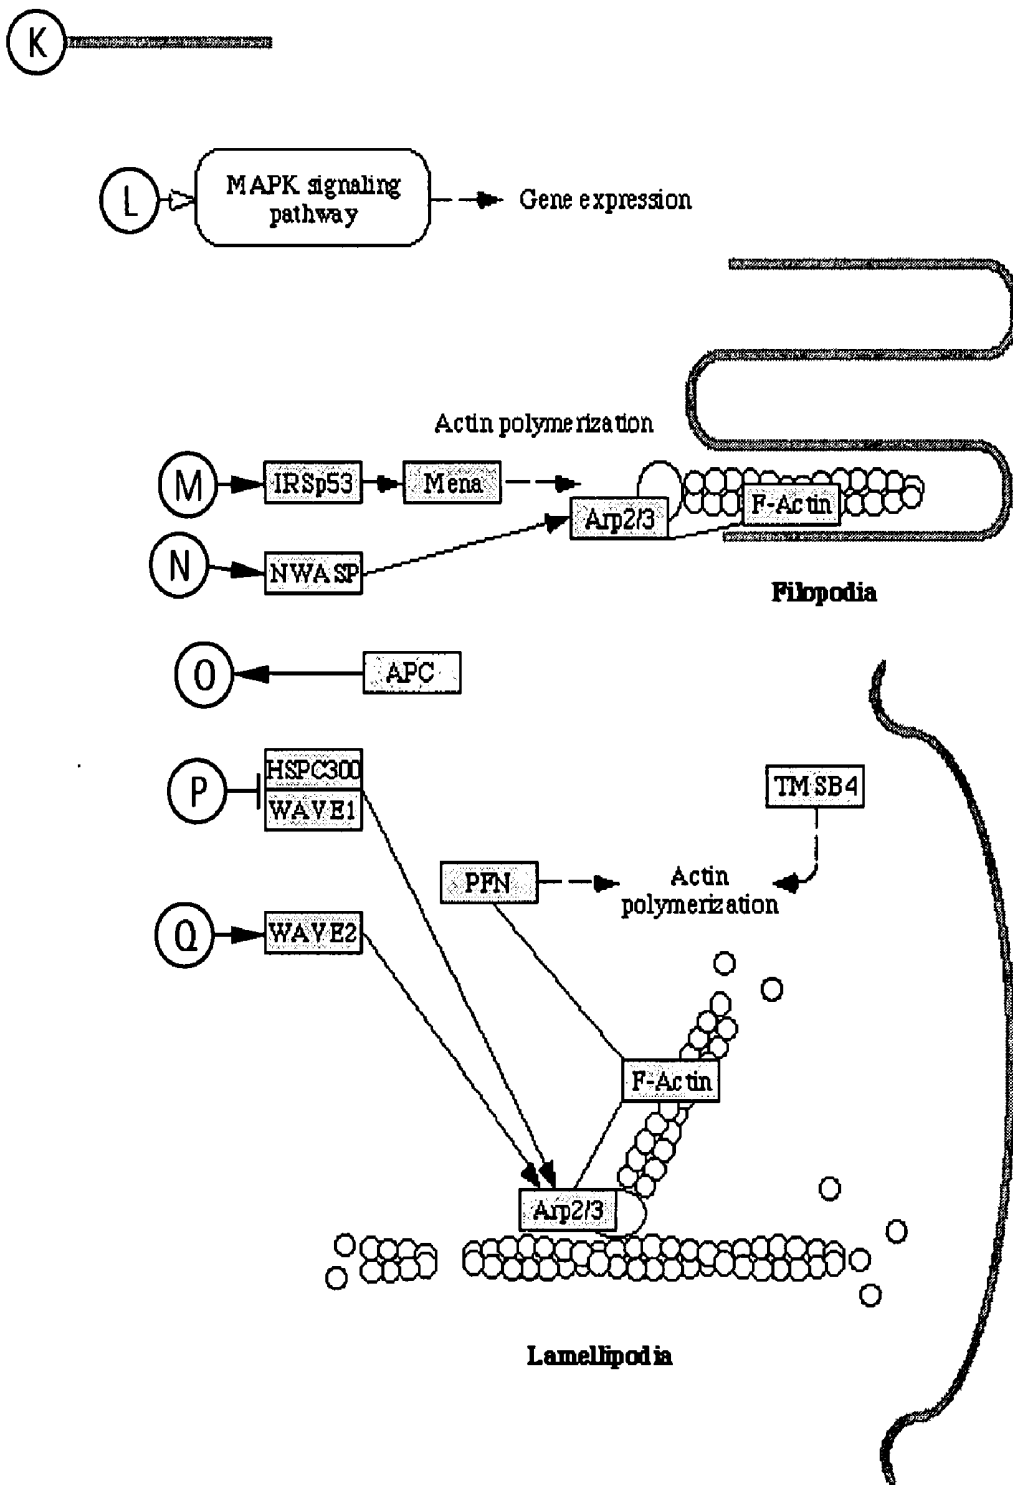 K
L
MAPK signaling
pathway
Gene expression
Actin polymerization
M
IRSp53
Mena
Arp2/3
F-Actin
N
NWASP
Filopodia
O
APC
P
HSPC300
WAVE1
TMSB4
PFN
Actin
polymerization
Q
WAVE2
F-Actin
Arp2/3
Lamellipodia